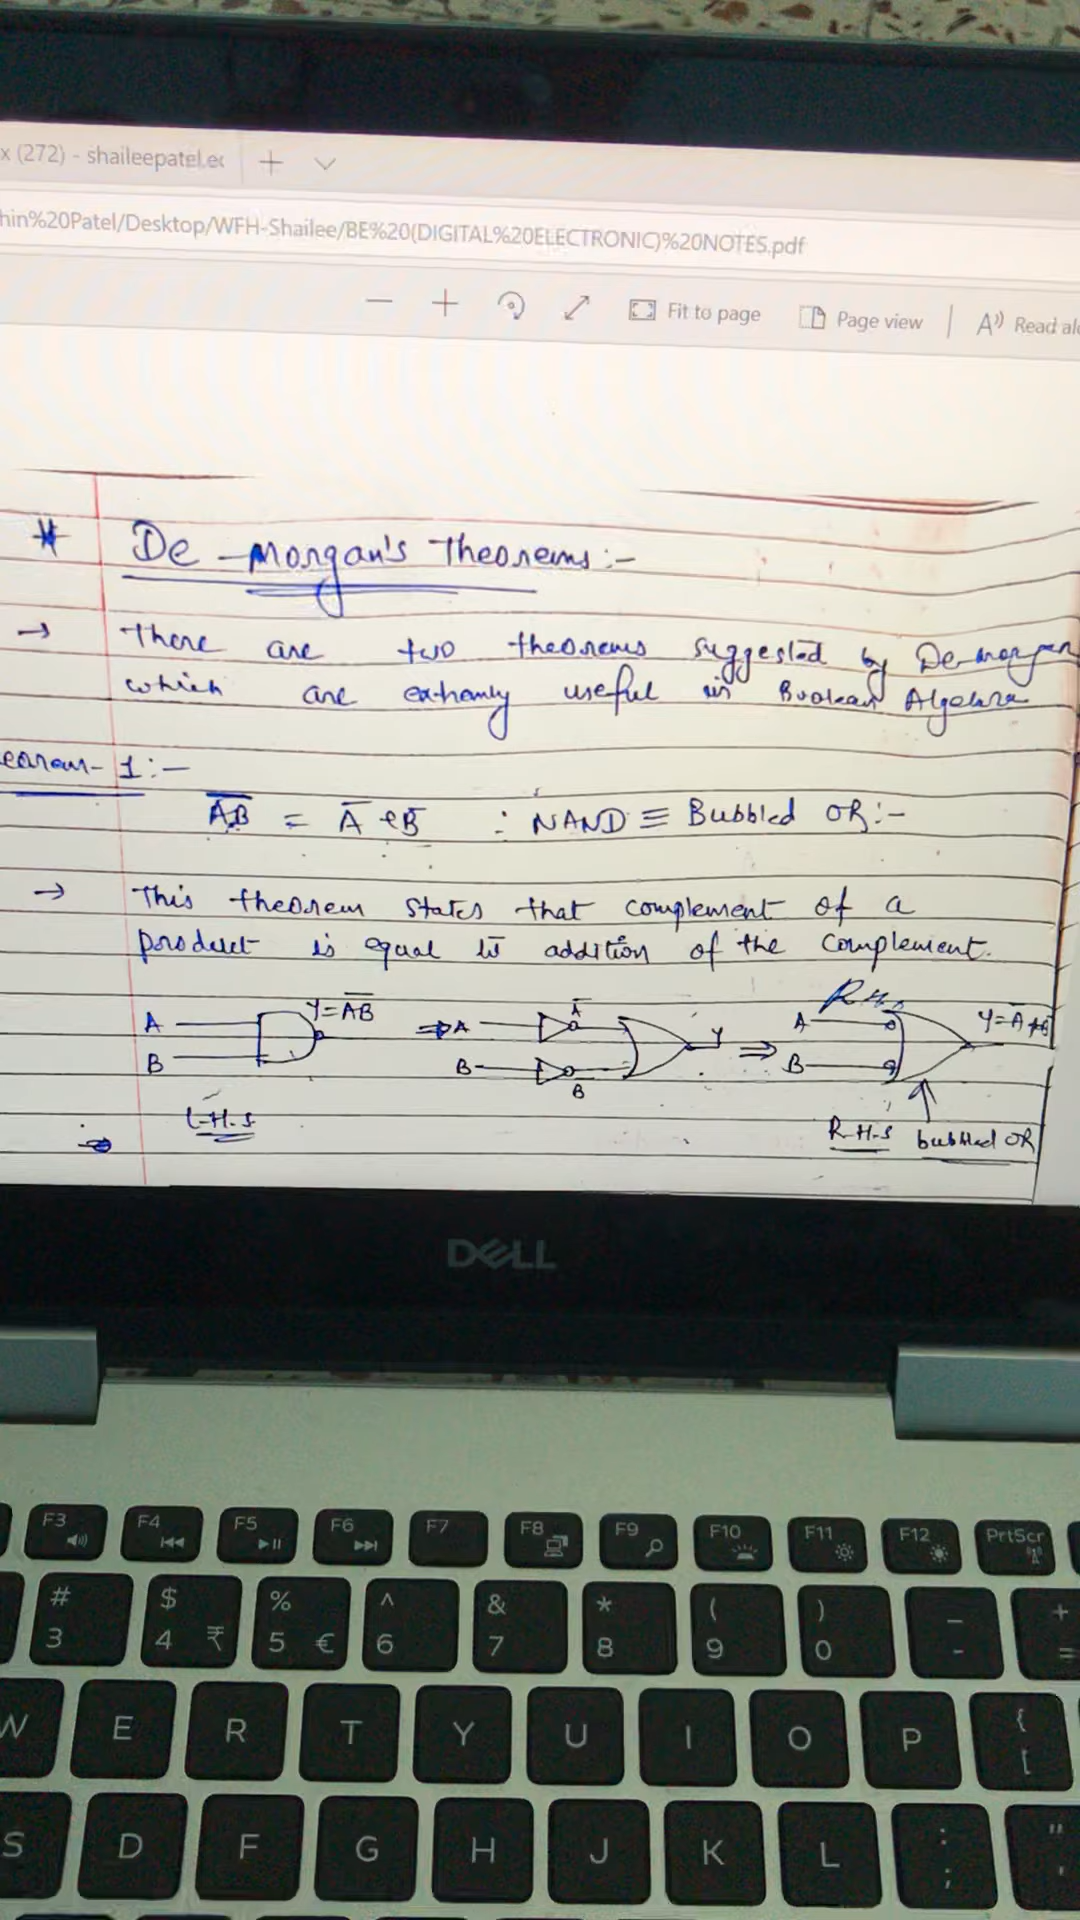 x (272) - shaileepatel.ec
hin%20Patel/Desktop/WFH-Shailee/BE%20(DIGITAL%20ELECTRONIC)%20NOTES.pdf
Fit to page Page view Read alo
* De-Morgan's Theorems:-
→ There are two theorems suggested by De-morgan
which are extramly useful in Boolean Algebra
eorem-1:-
A̅B̅ = A̅ + B̅ : NAND ≡ Bubbled OR:-
→ This theorem states that complement of a
product is equal to addition of the complement.
R.H.
A Y=A̅B̅ ⇒ A A̅ Y ⇒ A Y=A̅+B̅
B B B B
L.H.S
R.H.S bubbled OR
DELL
F3 F4 F5 F6 F7 F8 F9 F10 F11 F12 PrtScr
# $ % ^ & * ( ) _ +
3 4 ₹ 5 € 6 7 8 9 0 - =
W E R T Y U I O P { [
S D F G H J K L : ; " '